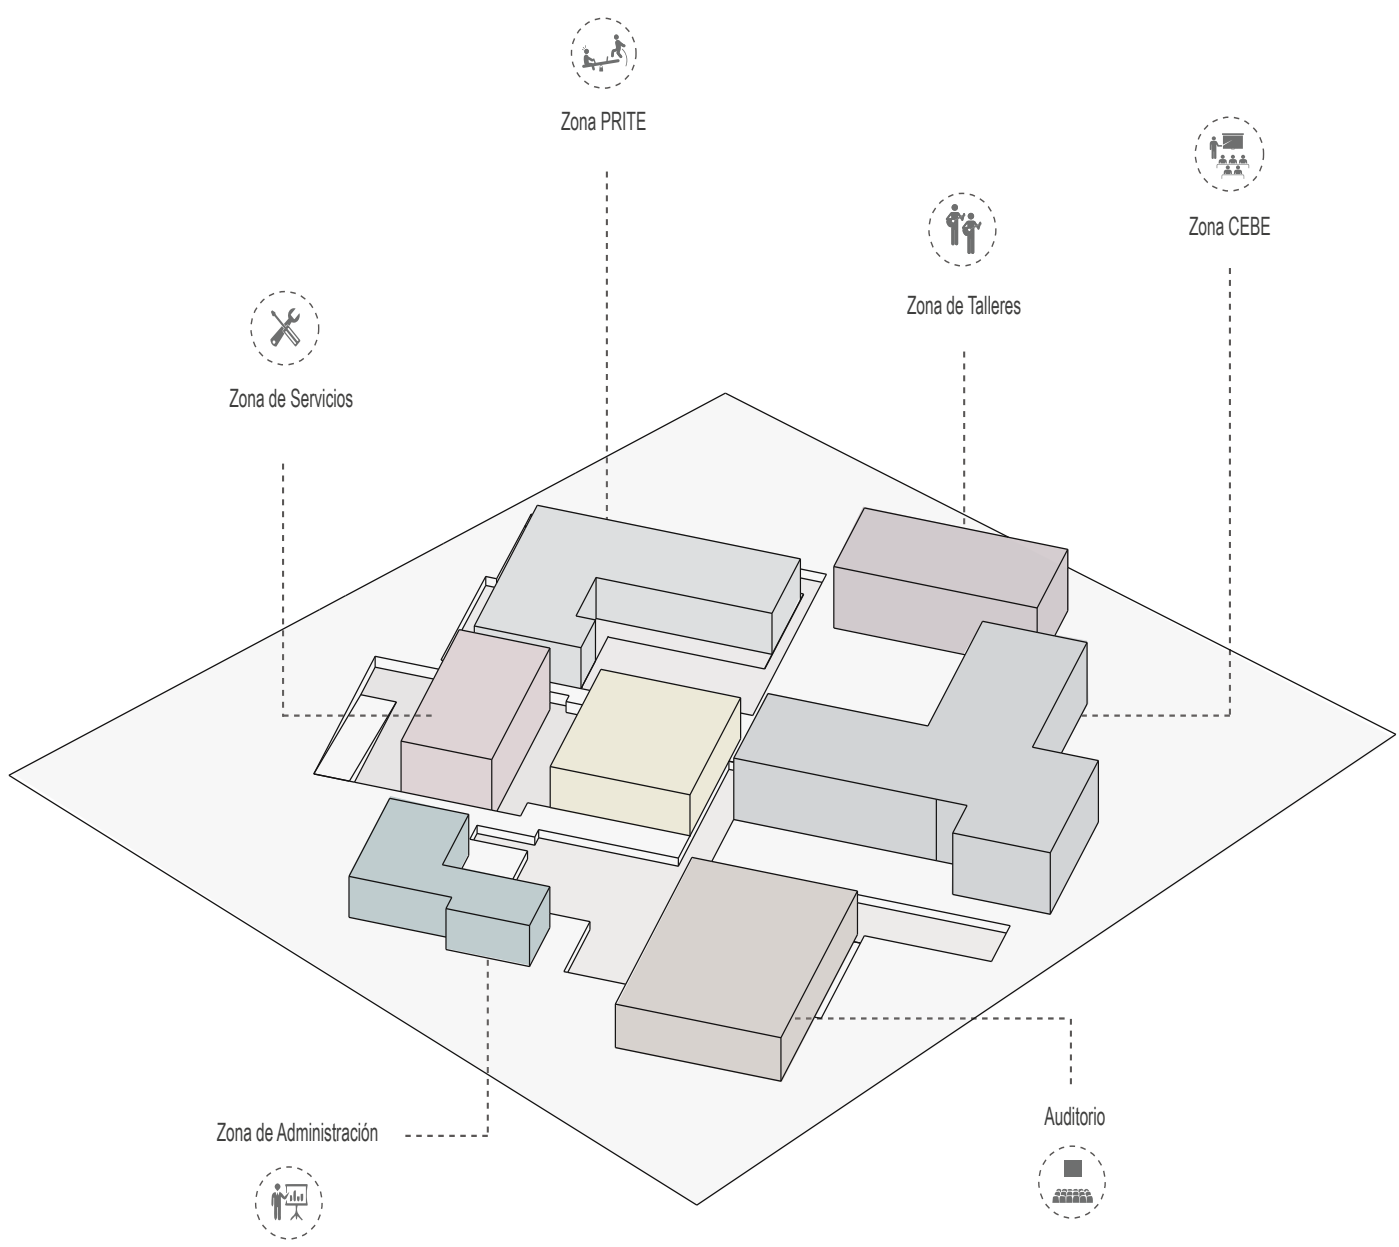 Zona PRITE
Zona CEBE
Zona de Talleres
Zona de Servicios
Auditorio
Zona de Administración